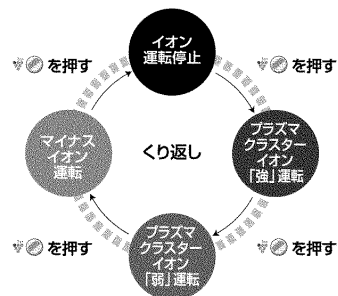 イオン
運転停止
を押す
を押す
プラズマ
クラスター
イオン
「強」運転
マイナス
イオン
運転
くり返し
を押す
を押す
プラズマ
クラスター
イオン
「弱」運転